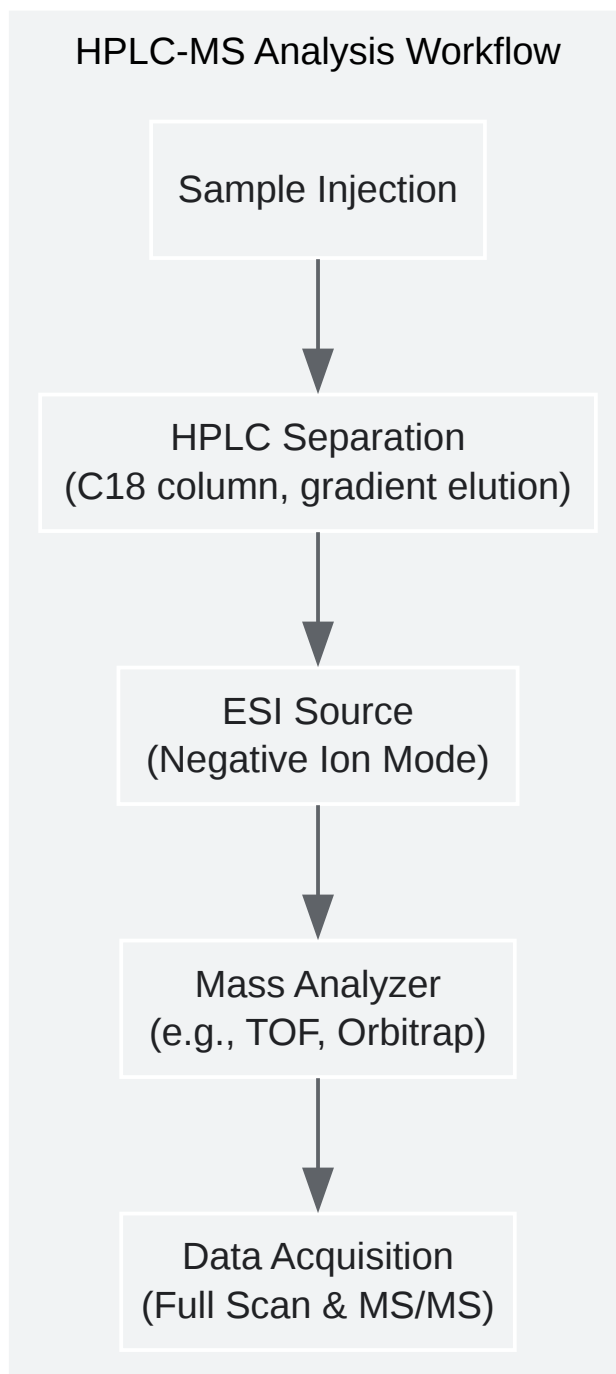 HPLC-MS Analysis Workflow
Sample Injection
HPLC Separation
(C18 column, gradient elution)
ESI Source
(Negative Ion Mode)
Mass Analyzer
(e.g., TOF, Orbitrap)
Data Acquisition
(Full Scan & MS/MS)